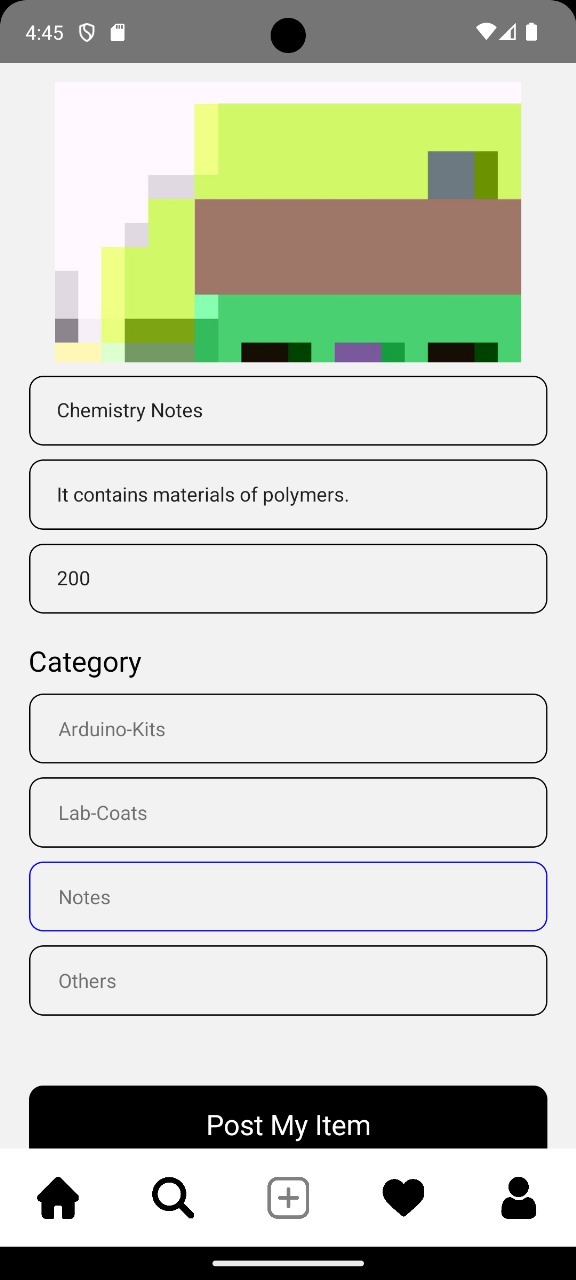 4:45
Chemistry Notes
It contains materials of polymers.
200
Category
Arduino-Kits
Lab-Coats
Notes
Others
Post My Item